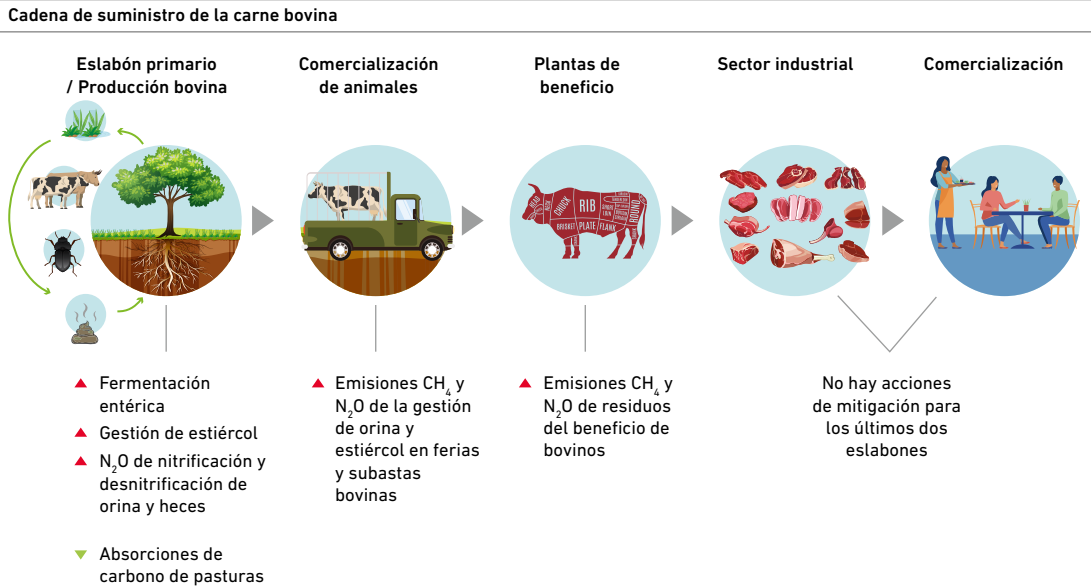 Cadena de suministro de la carne bovina
Eslabón primario
/ Producción bovina
Comercialización
de animales
Plantas de
beneficio
Sector industrial
Comercialización
CHUCK
RIB
BRISKET
PLATE
FLANK
ROUND
Fermentación
entérica
Gestión de estiércol
N₂O de nitrificación y
desnitrificación de
orina y heces
Absorciones de
carbono de pasturas
Emisiones CH₄ y
N₂O de la gestión
de orina y
estiércol en ferias
y subastas
bovinas
Emisiones CH₄ y
N₂O de residuos
del beneficio de
bovinos
No hay acciones
de mitigación para
los últimos dos
eslabones